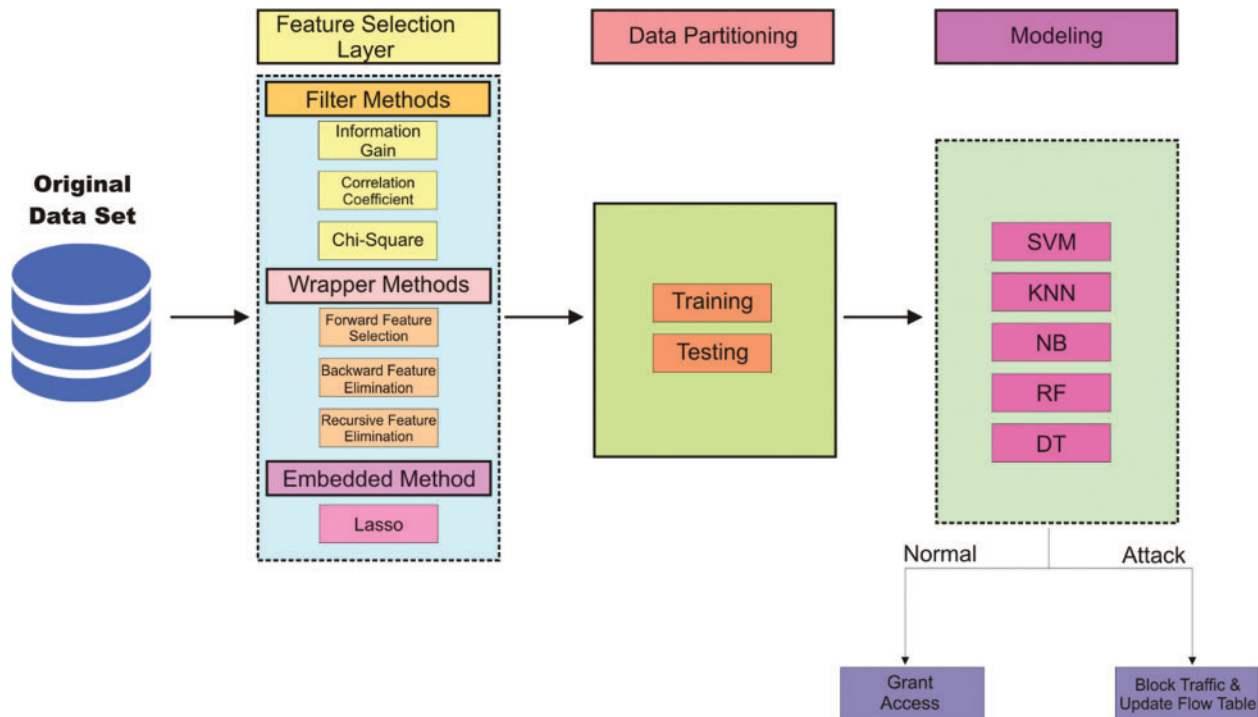 Feature Selection
Layer
Data Partitioning
Modeling
Original
Data Set
Filter Methods
Information
Gain
Correlation
Coefficient
Chi-Square
Wrapper Methods
Forward Feature
Selection
Backward Feature
Elimination
Recursive Feature
Elimination
Embedded Method
Lasso
Training
Testing
SVM
KNN
NB
RF
DT
Normal
Attack
Grant
Access
Block Traffic &
Update Flow Table